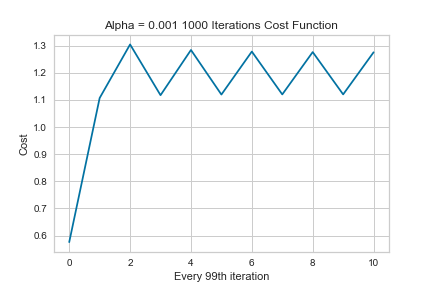 Alpha = 0.001 1000 Iterations Cost Function
1.3
1.2
1.1
1.0
0.9
0.8
0.7
0.6
Cost
0 2 4 6 8 10
Every 99th iteration